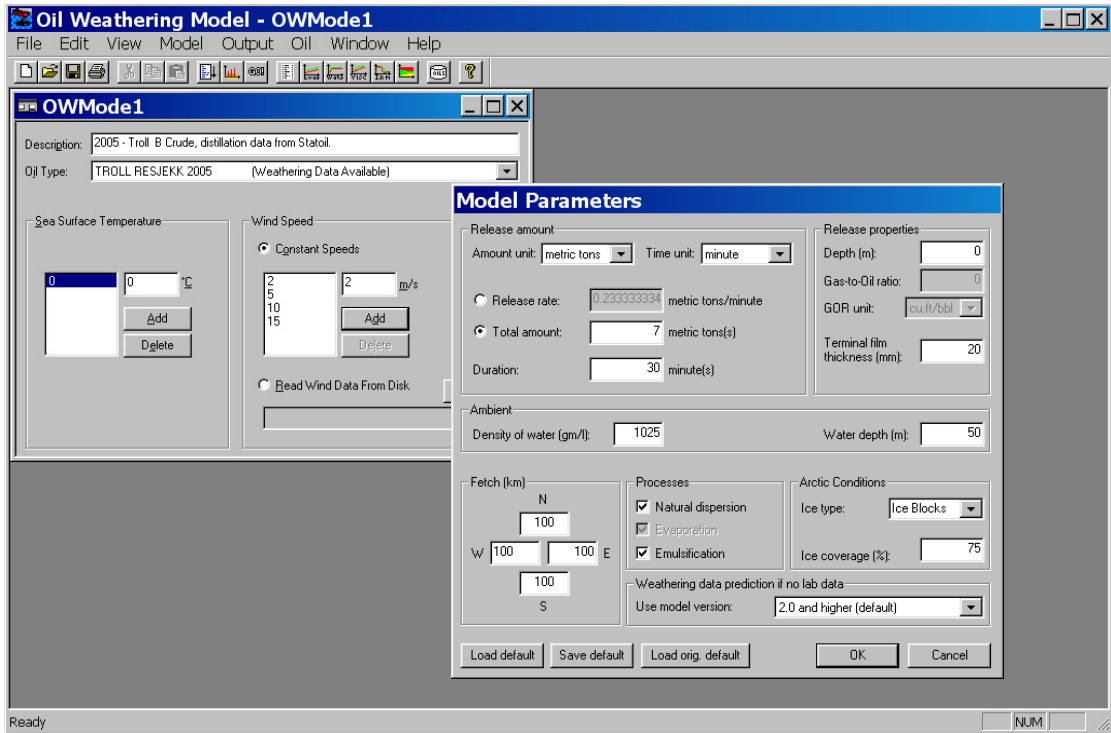 Oil Weathering Model - OWMode1
File Edit View Model Output Oil Window Help
OWMode1
Description: 2005 - Troll B Crude, distillation data from Statoil.
Oil Type: TROLL RESJEKK 2005 (Weathering Data Available)
Sea Surface Temperature
0 0 °C
Add
Delete
Wind Speed
Constant Speeds
2 2 m/s
5
10
15
Add
Delete
Read Wind Data From Disk
Model Parameters
Release amount
Amount unit: metric tons Time unit: minute
Release rate: 0.233333334 metric tons/minute
Total amount: 7 metric tons(s)
Duration: 30 minute(s)
Release properties
Depth (m): 0
Gas-to-Oil ratio: 0
GOR unit: cu.ft/bbl
Terminal film
thickness (mm): 20
Ambient
Density of water (gm/l): 1025 Water depth (m): 50
Fetch (km)
N
100
W 100 100 E
100
S
Processes
Natural dispersion
Evaporation
Emulsification
Arctic Conditions
Ice type: Ice Blocks
Ice coverage (%): 75
Weathering data prediction if no lab data
Use model version: 2.0 and higher (default)
Load default Save default Load orig. default OK Cancel
Ready NUM